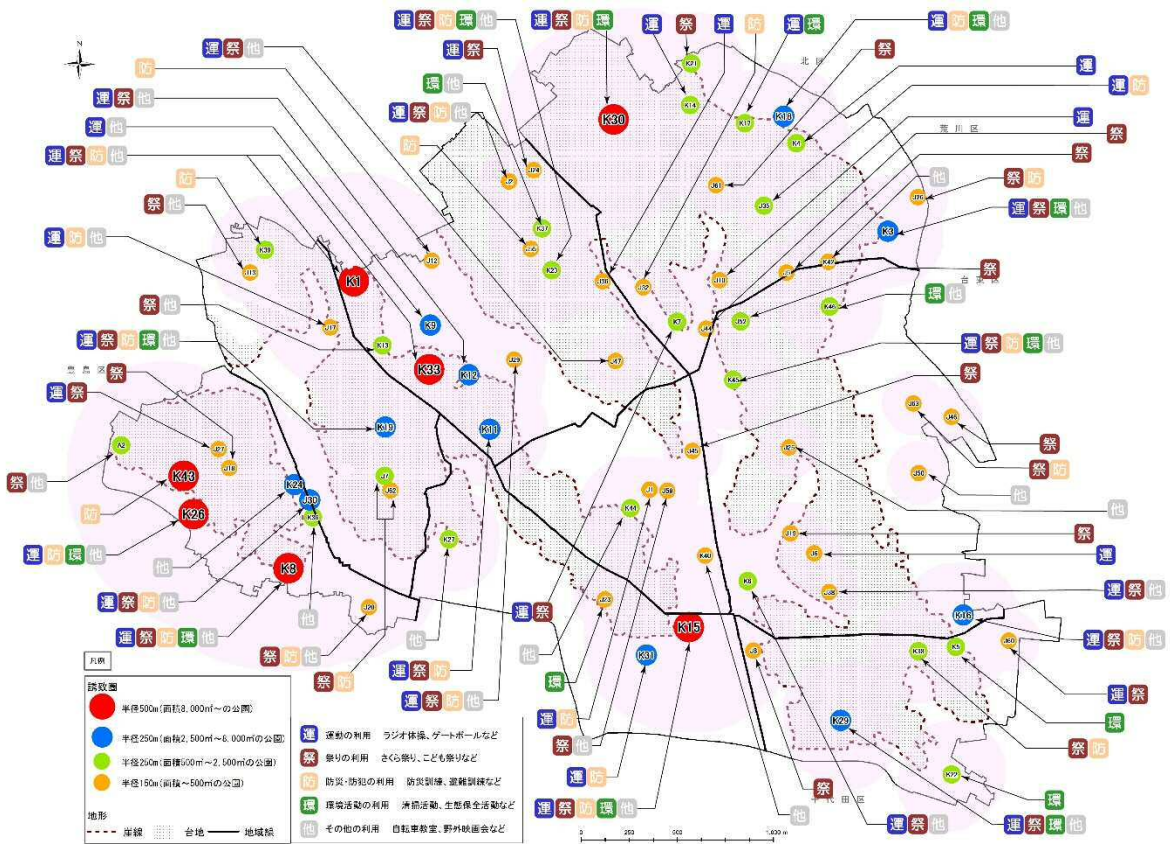 運 祭 防 環 他
運 祭 防 環
運
祭
運
防
運 環
運 防 環 他
祭
運 祭 他
防
運 祭
運 祭 他
環 他
運 他
運 祭 防 他
運 祭 防 他
防
防
祭 他
運 防 他
祭 他
運 祭 防 環 他
祭
運 祭
祭 他
防
運 防 環 他
他
運 祭 防 他
運 祭 防 環 他
他
祭 防 他
祭 防
他
運 祭 防
運 祭 防 他
運 祭
他
環
運 防
祭 他
運 防
運 祭 防 環 他
他
祭
運 祭 他
運 祭 環 他
環
祭 防
環
運 祭
運 祭 防 他
運 祭 他
運
祭
他
他
祭 防
祭
祭
運 祭 防 環 他
環 他
祭
運 祭 環 他
祭 防
他
祭
祭
運
運 防
運
N
北区
荒川区
台東区
豊島区
千代田区
K21
K14
K30
K17
K18
K4
J74
J2
J61
J35
J76
K3
K37
K23
J12
K39
J13
K1
J32
J10
K42
K46
K7
J44
J52
J17
K9
K13
K33
K12
J29
J47
K45
J63
J46
K19
K11
J45
J25
J50
A2
J27
J18
K43
K24
J30
K26
J7
J62
K27
K44
J1
K8
J20
J23
K40
J19
J6
K6
J38
K15
K31
J8
K16
K5
J60
K29
K22
凡例
誘致圏
半径500m(面積8,000㎡~の公園)
半径250m(面積2,500㎡~8,000㎡の公園)
半径250m(面積500㎡~2,500㎡の公園)
半径150m(面積~500㎡の公園)
地形
崖線 台地 地域線
運 運動の利用 ラジオ体操、ゲートボールなど
祭 祭りの利用 さくら祭り、こども祭りなど
防 防災・防犯の利用 防災訓練、避難訓練など
環 環境活動の利用 清掃活動、生態保全活動など
他 その他の利用 自転車教室、野外映画会など
0 250 500 1,000 m